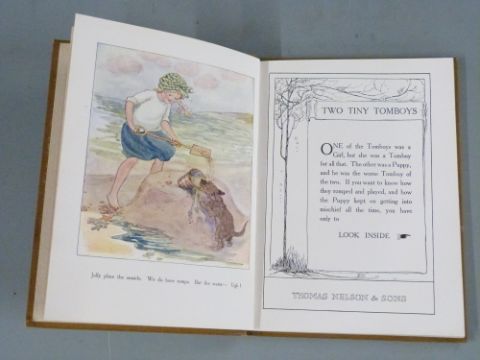 Jolly place the seaside. We do have romps. But the water— Ugh!
TWO TINY TOMBOYS
ONE of the Tomboys was a
Girl, but she was a Tomboy
for all that. The other was a Puppy,
and he was the worse Tomboy of
the two. If you want to know how
they romped and played, and how
the Puppy kept on getting into
mischief all the time, you have
only to
LOOK INSIDE
THOMAS NELSON & SONS